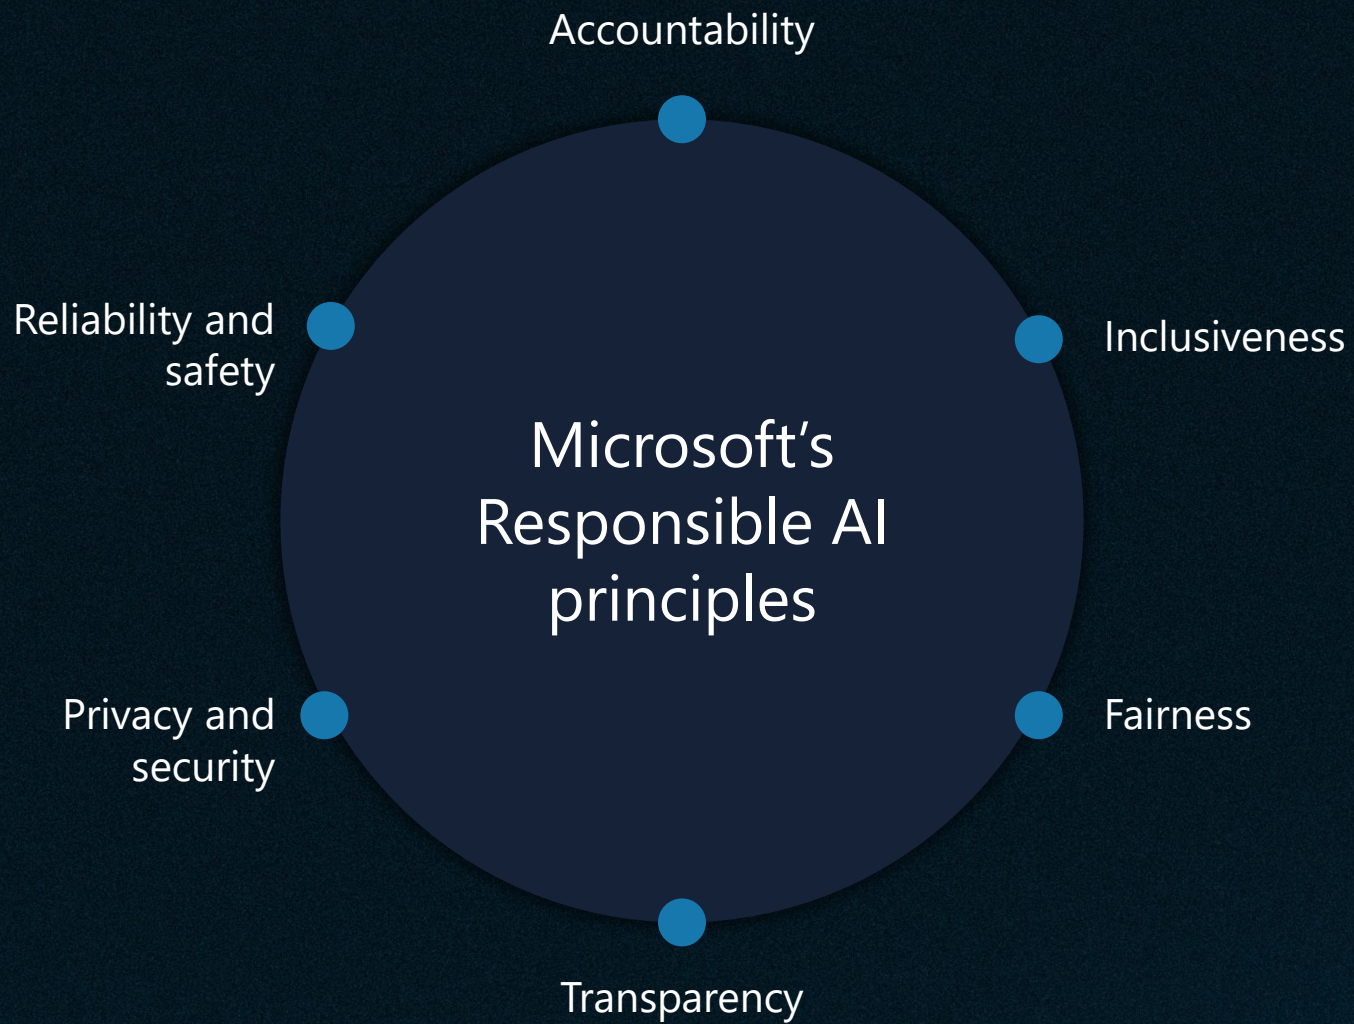 Accountability
Reliability and
safety
Inclusiveness
Microsoft’s
Responsible AI
principles
Privacy and
security
Fairness
Transparency